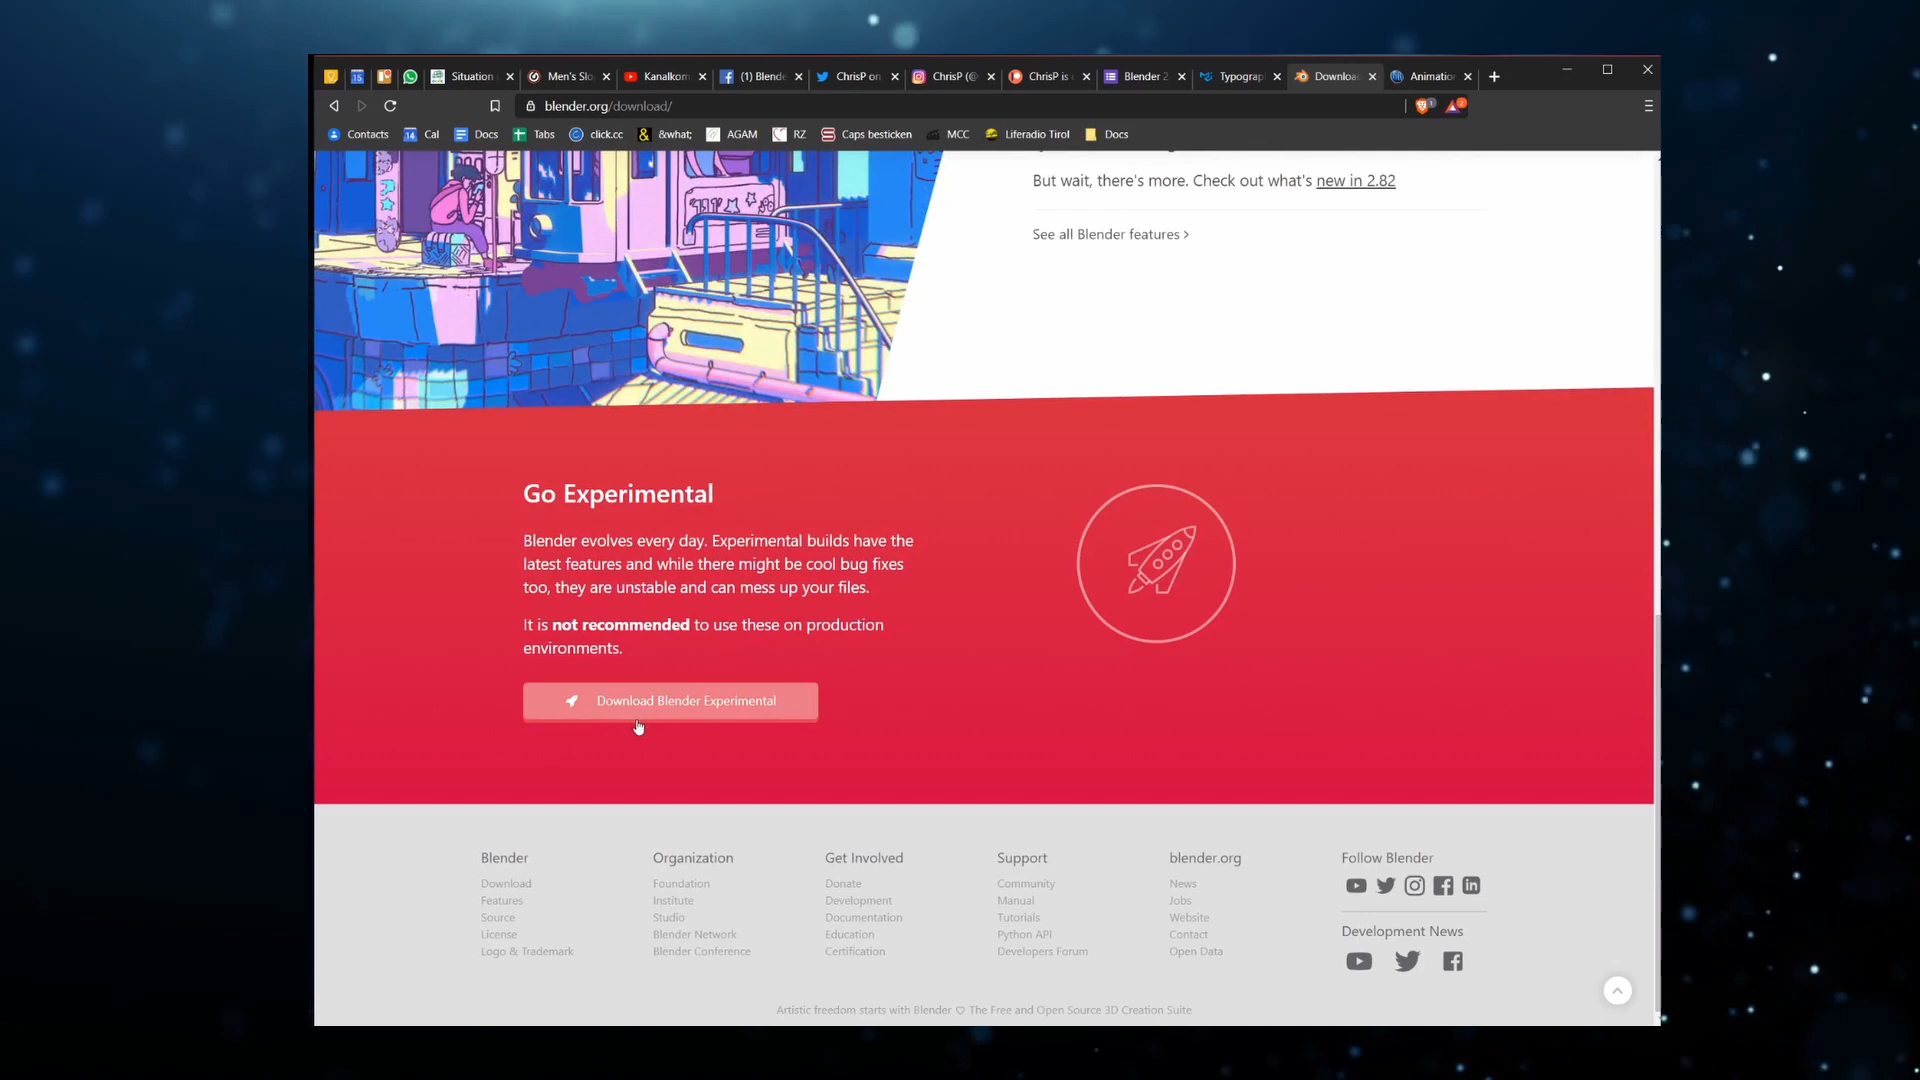 Situation
Men's Slo
Kanalkom
(1) Blende
ChrisP on
ChrisP (@
ChrisP is
Blender 2
Typograp
Downloa
Animation
blender.org/download/
Contacts
Cal
Docs
Tabs
click.cc
&what;
AGAM
RZ
Caps besticken
MCC
Liferadio Tirol
Docs
But wait, there's more. Check out what's new in 2.82
See all Blender features >
Go Experimental
Blender evolves every day. Experimental builds have the
latest features and while there might be cool bug fixes
too, they are unstable and can mess up your files.
It is not recommended to use these on production
environments.
Download Blender Experimental
Blender
Download
Features
Source
License
Logo & Trademark
Organization
Foundation
Institute
Studio
Blender Network
Blender Conference
Get Involved
Donate
Development
Documentation
Education
Certification
Support
Community
Manual
Tutorials
Python API
Developers Forum
blender.org
News
Jobs
Website
Contact
Open Data
Follow Blender
Development News
Artistic freedom starts with Blender ♡ The Free and Open Source 3D Creation Suite